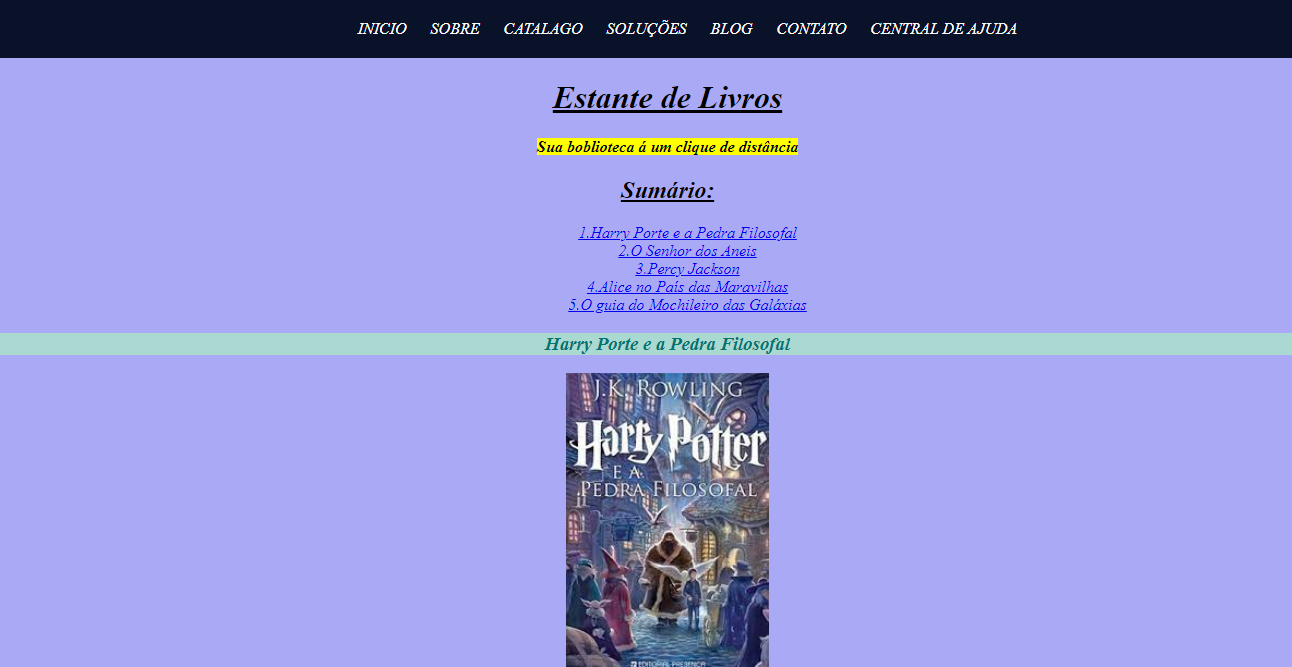 INICIO SOBRE CATALAGO SOLUÇÕES BLOG CONTATO CENTRAL DE AJUDA
Estante de Livros
Sua boblioteca á um clique de distância
Sumário:
1.Harry Porte e a Pedra Filosofal
2.O Senhor dos Aneis
3.Percy Jackson
4.Alice no País das Maravilhas
5.O guia do Mochileiro das Galáxias
Harry Porte e a Pedra Filosofal
J.K. ROWLING
Harry Potter
E A
PEDRA FILOSOFAL
EDITORIAL PRESENÇA